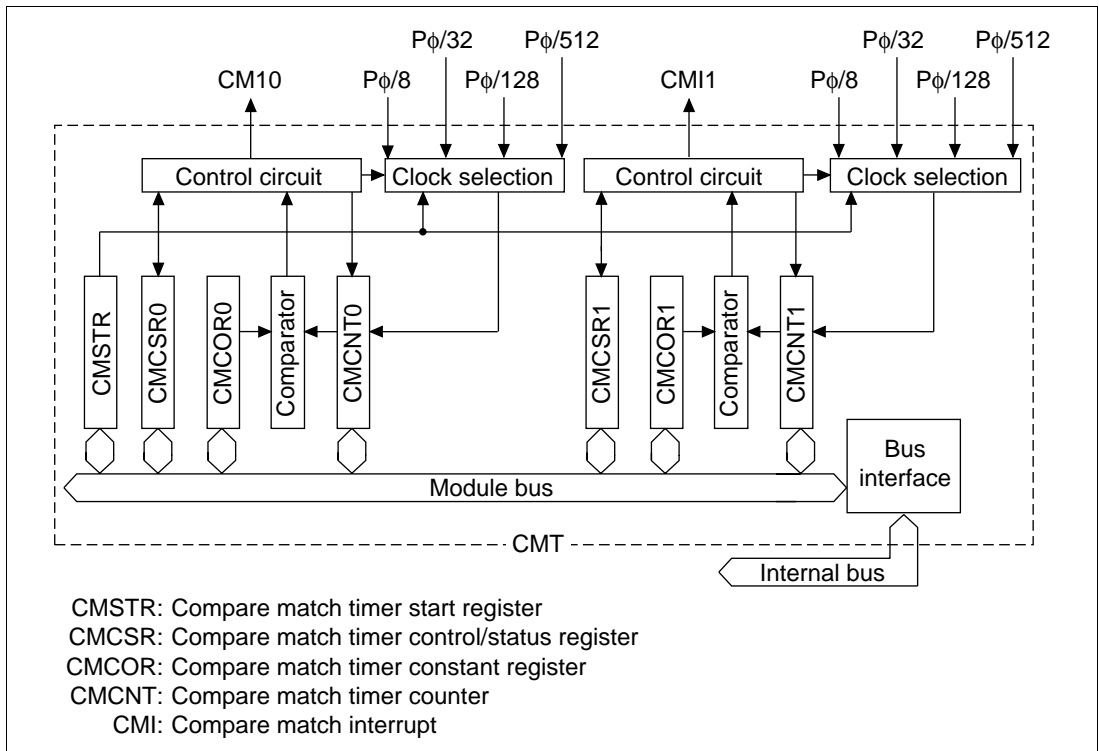 Pϕ/32 Pϕ/512 Pϕ/32 Pϕ/512
CM10 Pϕ/8 Pϕ/128 CMI1 Pϕ/8 Pϕ/128
Control circuit Clock selection Control circuit Clock selection
CMSTR CMCSR0 CMCOR0 Comparator CMCNT0 CMCSR1 CMCOR1 Comparator CMCNT1
Bus
interface
Module bus
CMT
Internal bus
CMSTR: Compare match timer start register
CMCSR: Compare match timer control/status register
CMCOR: Compare match timer constant register
CMCNT: Compare match timer counter
CMI: Compare match interrupt